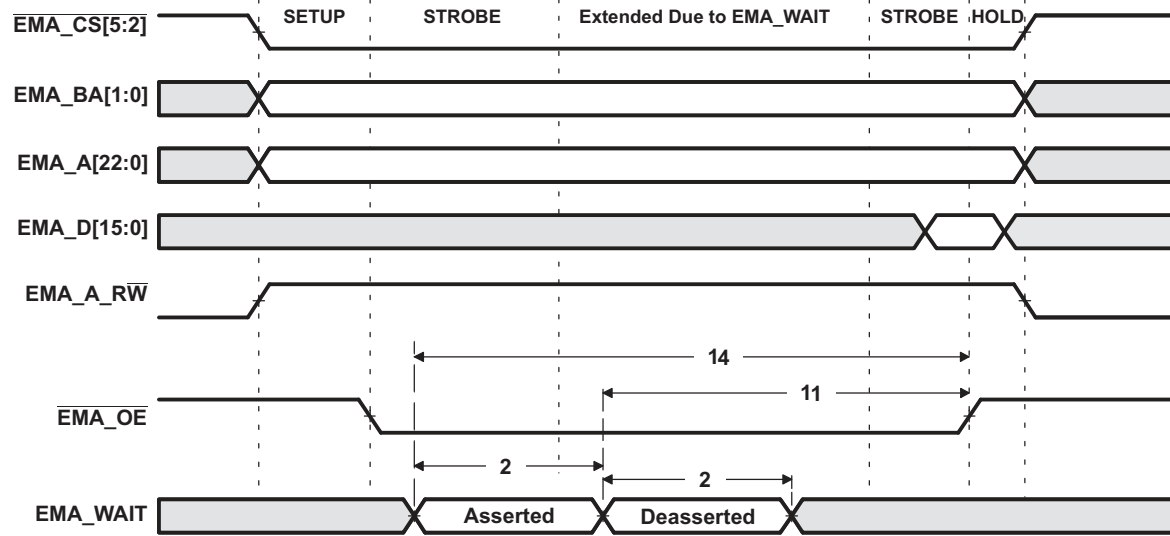 SETUP STROBE Extended Due to EMA_WAIT STROBE HOLD
EMA_CS[5:2]
EMA_BA[1:0]
EMA_A[22:0]
EMA_D[15:0]
EMA_A_RW
14
11
EMA_OE
2
2
EMA_WAIT Asserted Deasserted